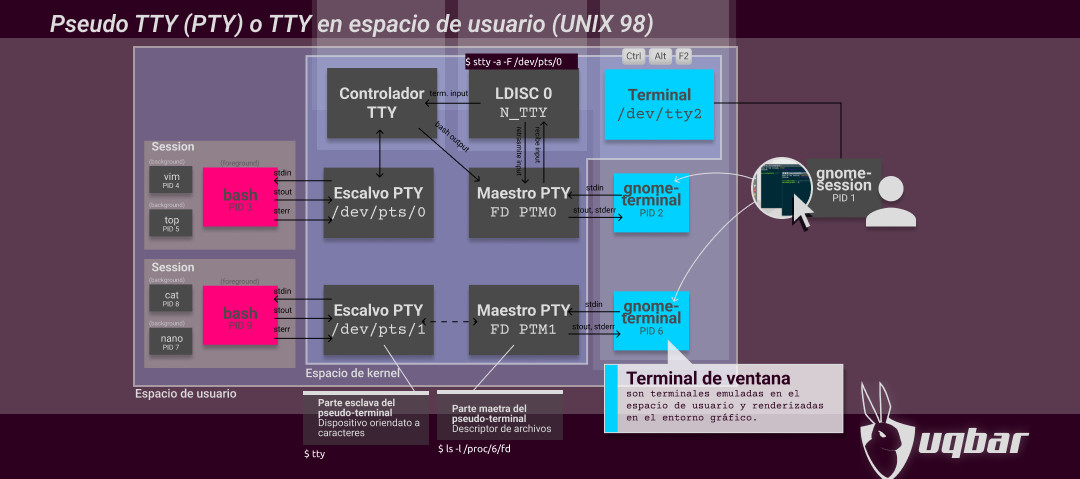 Pseudo TTY (PTY) o TTY en espacio de usuario (UNIX 98)
$ stty -a -F /dev/pts/0
Ctrl
Alt
F2
Controlador
TTY
term. input
LDISC 0
N_TTY
Terminal
/dev/tty2
bash output
retrasmite input
recibe input
Session
(background)
vim
PID 4
(background)
top
PID 5
(foreground)
bash
PID 3
stdin
stout
sterr
Escalvo PTY
/dev/pts/0
Maestro PTY
FD PTM0
stdin
stout, stderr
gnome-
terminal
PID 2
gnome-
session
PID 1
Session
(background)
cat
PID 8
(background)
nano
PID 7
(foreground)
bash
PID 9
stdin
stout
sterr
Escalvo PTY
/dev/pts/1
Maestro PTY
FD PTM1
stdin
stout, stderr
gnome-
terminal
PID 6
Espacio de kernel
Espacio de usuario
Parte esclava del
pseudo-terminal
Dispositivo oriendato a
caracteres
$ tty
Parte maetra del
pseudo-terminal
Descriptor de archivos
$ ls -l /proc/6/fd
Terminal de ventana
son terminales emuladas en el
espacio de usuario y renderizadas
en el entorno gráfico.
uqbar